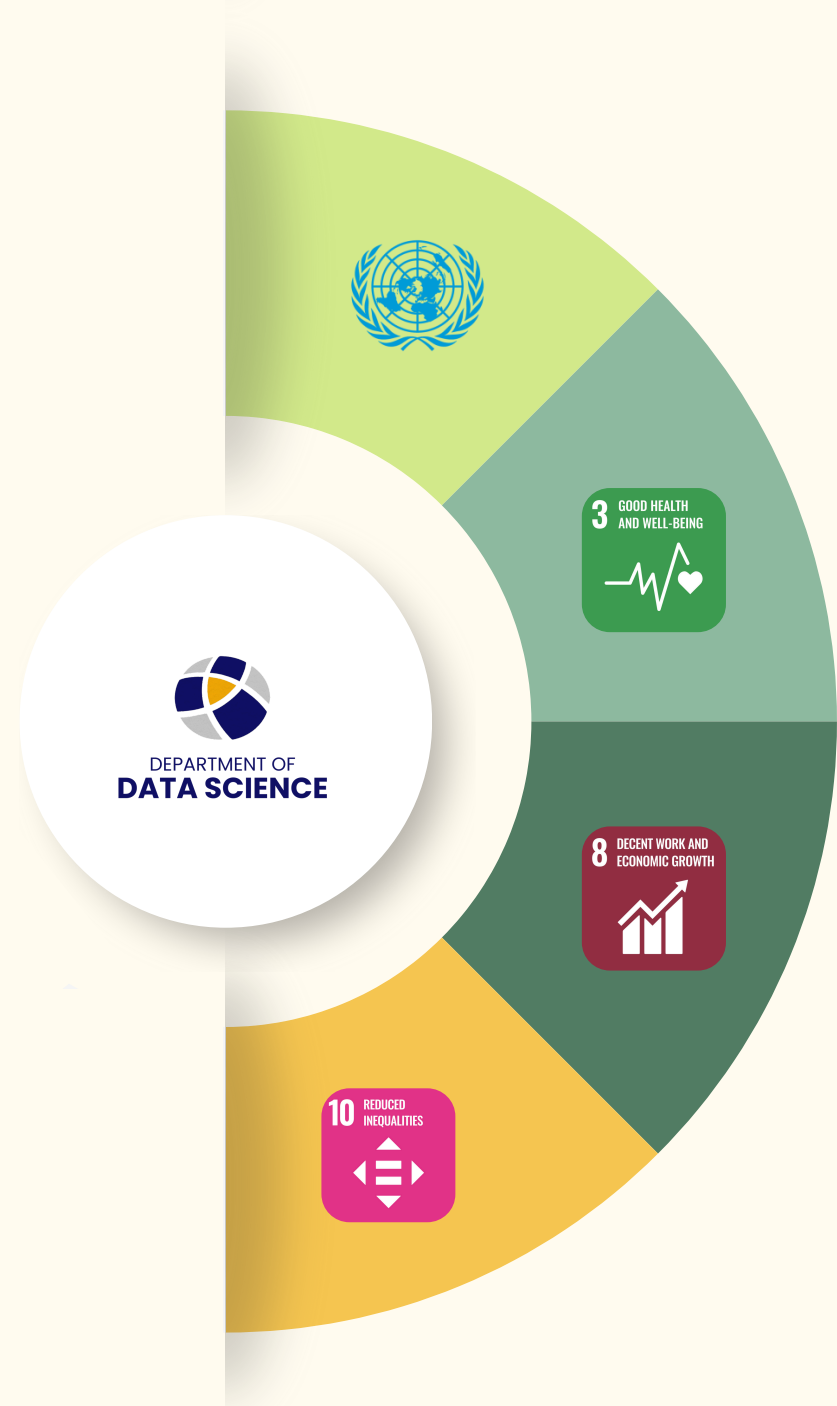 3
GOOD HEALTH
AND WELL-BEING
DEPARTMENT OF
DATA SCIENCE
8
DECENT WORK AND
ECONOMIC GROWTH
10
REDUCED
INEQUALITIES